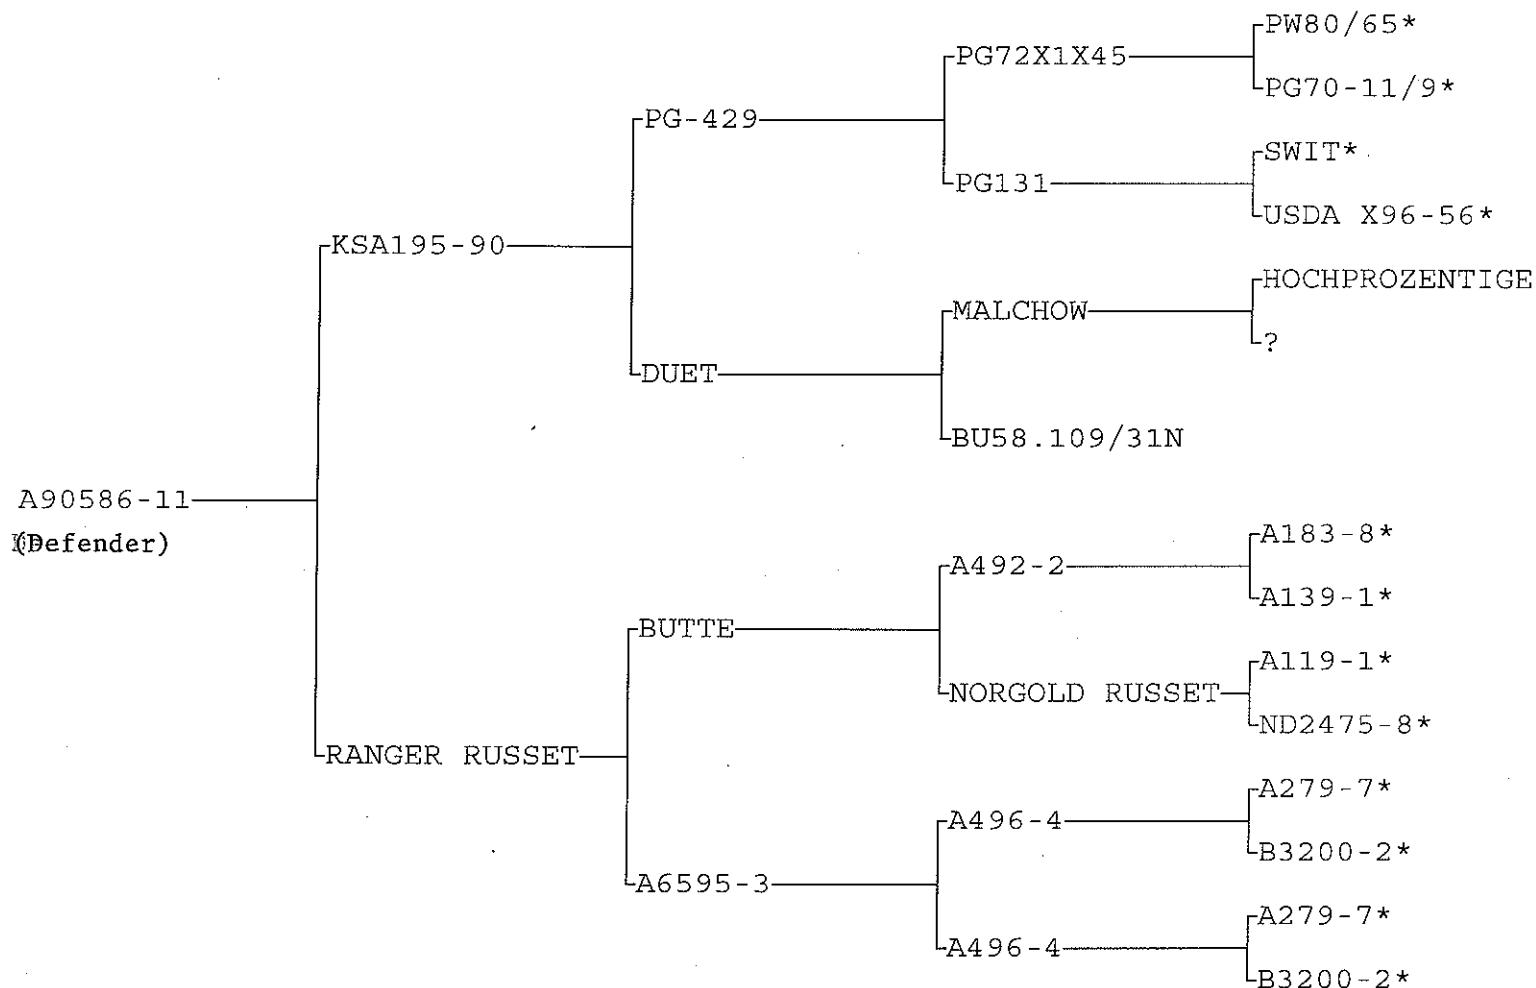 PW80/65*
PG72X1X45
PG70-11/9*
PG-429
SWIT*
PG131
USDA X96-56*
KSA195-90
HOCHPROZENTIGE
MALCHOW
?
DUET
BU58.109/31N
A90586-11
(Defender)
A183-8*
A492-2
A139-1*
BUTTE
A119-1*
NORGOLD RUSSET
ND2475-8*
RANGER RUSSET
A279-7*
A496-4
B3200-2*
A6595-3
A279-7*
A496-4
B3200-2*